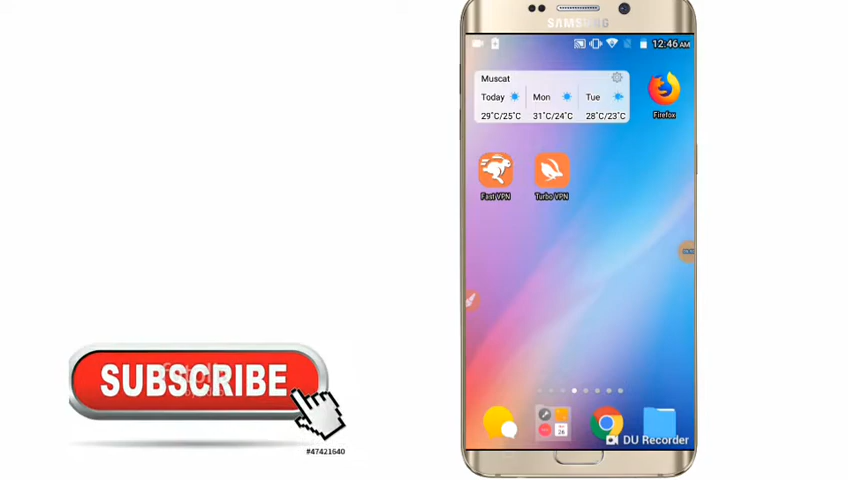 SAMSUNG
12:46 AM
Muscat
Today Mon Tue
29°C/25°C 31°C/24°C 28°C/23°C
Firefox
Fast VPN Turbo VPN
SUBSCRIBE
#47421640
DU Recorder